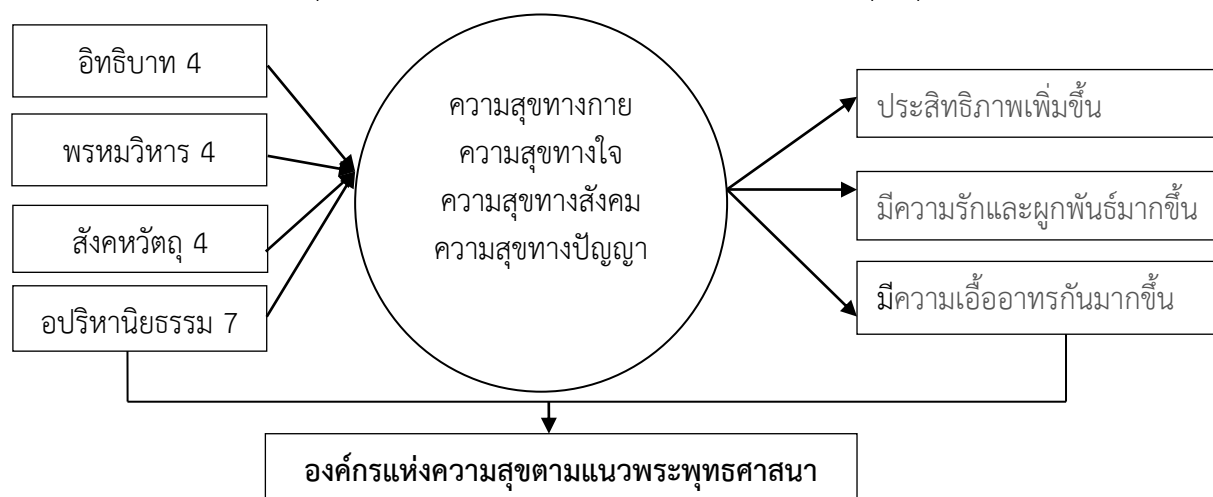 อิทธิบาท 4
พรหมวิหาร 4
สังคหวัตถุ 4
อปริหานิยธรรม 7
ความสุขทางกาย
ความสุขทางใจ
ความสุขทางสังคม
ความสุขทางปัญญา
ประสิทธิภาพเพิ่มขึ้น
มีความรักและผูกพันธ์มากขึ้น
มีความเอื้ออาทรกันมากขึ้น
องค์กรแห่งความสุขตามแนวพระพุทธศาสนา